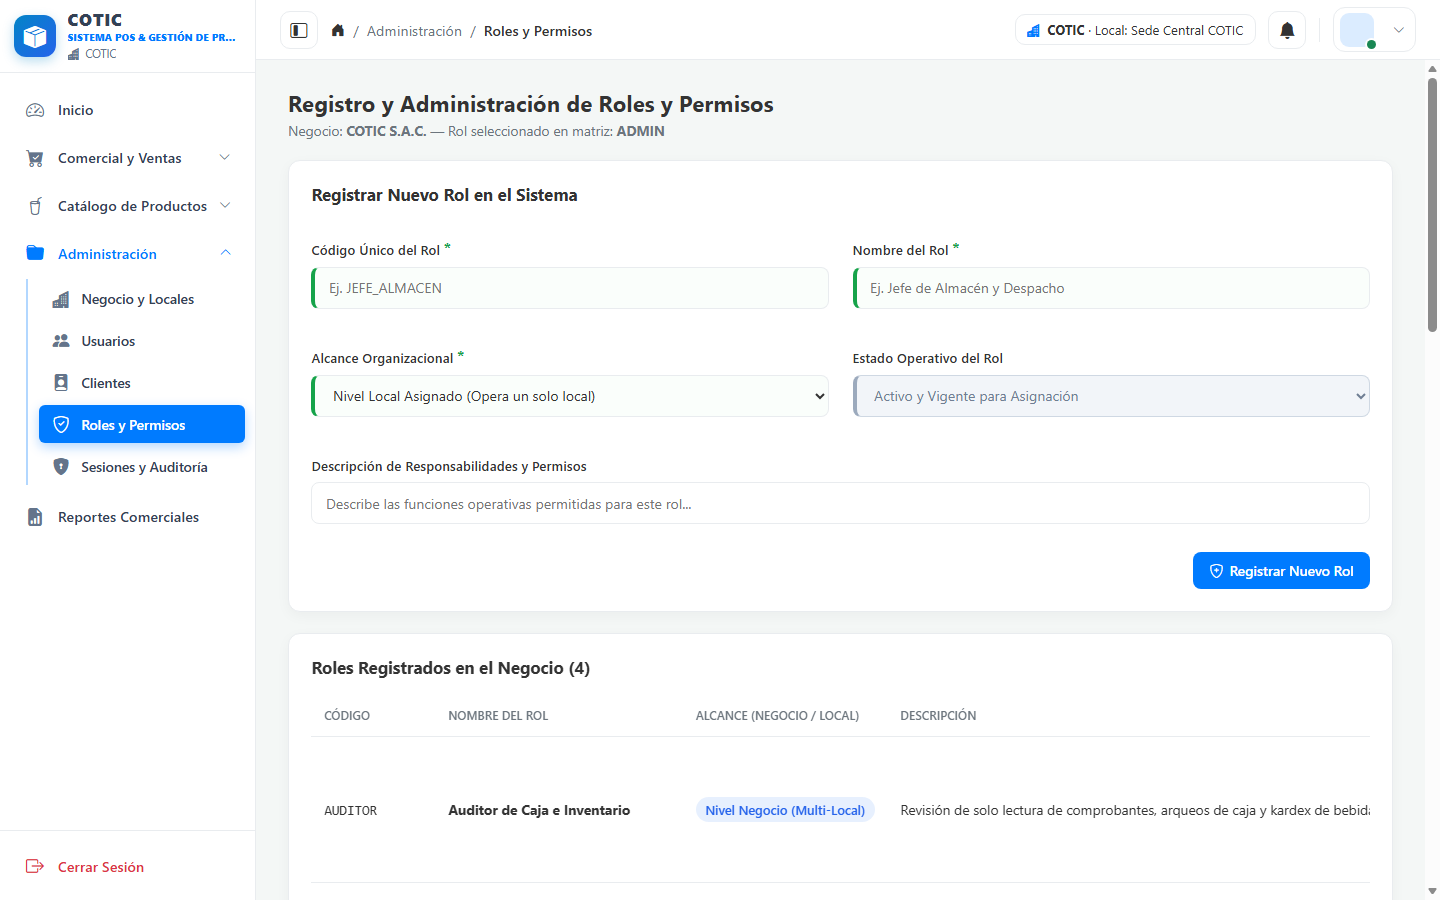 COTIC
SISTEMA POS & GESTIÓN DE PR...
COTIC
Inicio
Comercial y Ventas
Catálogo de Productos
Administración
Negocio y Locales
Usuarios
Clientes
Roles y Permisos
Sesiones y Auditoría
Reportes Comerciales
Cerrar Sesión
/ Administración / Roles y Permisos
COTIC · Local: Sede Central COTIC
Registro y Administración de Roles y Permisos
Negocio: COTIC S.A.C. — Rol seleccionado en matriz: ADMIN
Registrar Nuevo Rol en el Sistema
Código Único del Rol *
Ej. JEFE_ALMACEN
Nombre del Rol *
Ej. Jefe de Almacén y Despacho
Alcance Organizacional *
Nivel Local Asignado (Opera un solo local)
Estado Operativo del Rol
Activo y Vigente para Asignación
Descripción de Responsabilidades y Permisos
Describe las funciones operativas permitidas para este rol...
Registrar Nuevo Rol
Roles Registrados en el Negocio (4)
CÓDIGO NOMBRE DEL ROL ALCANCE (NEGOCIO / LOCAL) DESCRIPCIÓN
AUDITOR Auditor de Caja e Inventario Nivel Negocio (Multi-Local) Revisión de solo lectura de comprobantes, arqueos de caja y kardex de